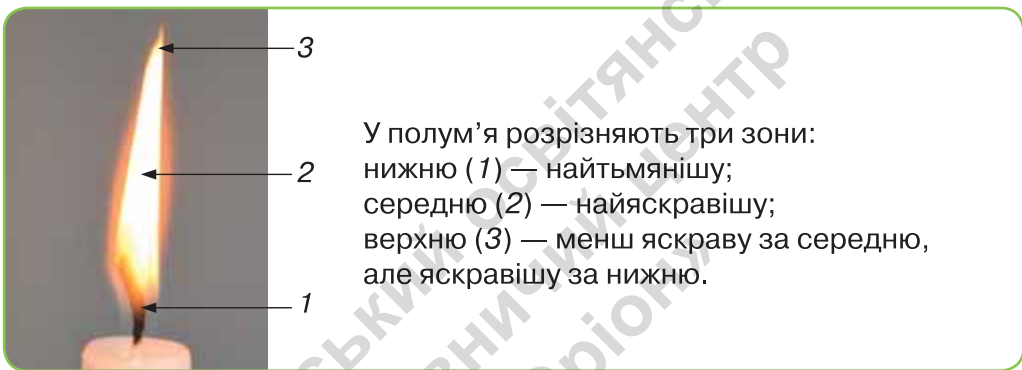 3
2
1
У полум’я розрізняють три зони:
нижню (1) — найтьмянішу;
середню (2) — найяскравішу;
верхню (3) — менш яскраву за середню,
але яскравішу за нижню.